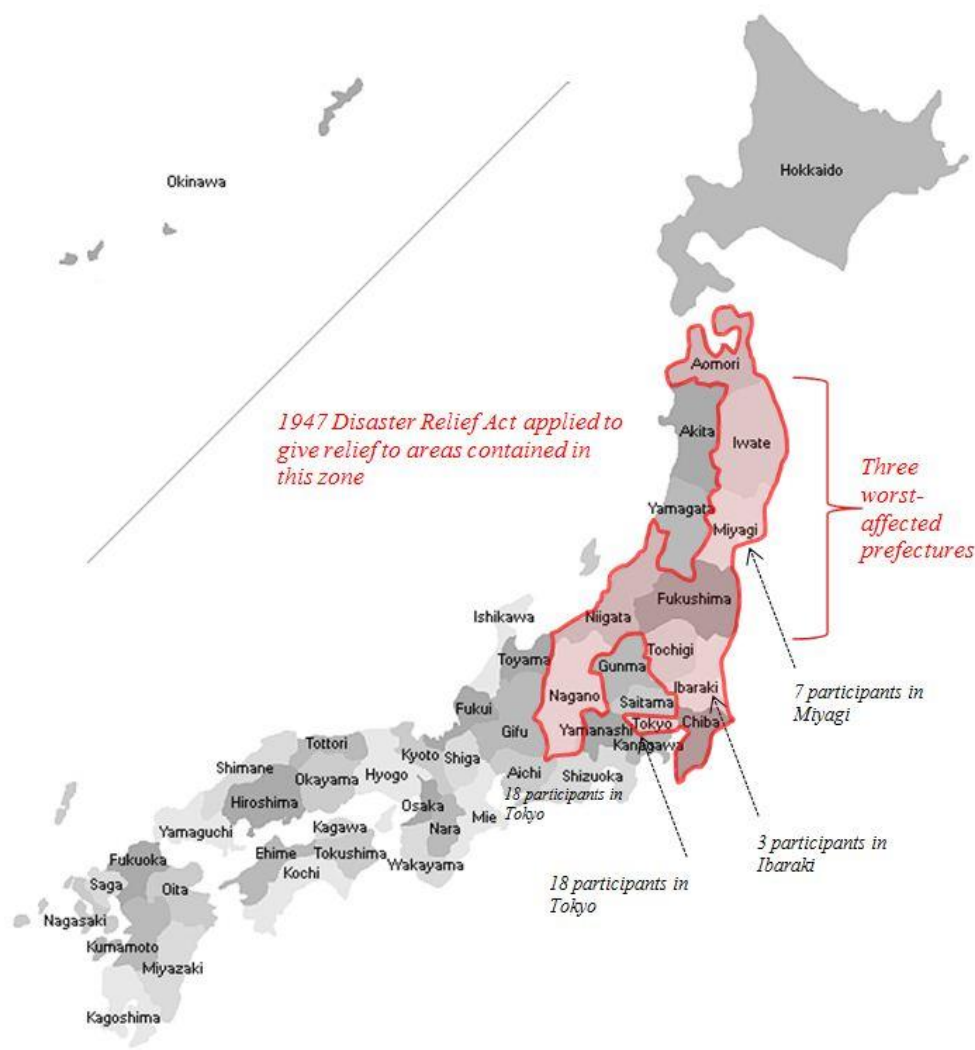 Hokkaido
Okinawa
Aomori
1947 Disaster Relief Act applied to
give relief to areas contained in
this zone
Akita
Iwate
Three
worst-
affected
prefectures
Yamagata
Miyagi
Fukushima
Ishikawa
Niigata
Toyama
Gunma
Tochigi
Nagano
Ibaraki
Saitama
7 participants in
Miyagi
Fukui
Gifu
Yamanashi
Tokyo
Chiba
Kanagawa
Tottori
Kyoto
Shiga
Shimane
Okayama
Hyogo
Aichi
Shizuoka
18 participants in
Tokyo
Hiroshima
Osaka
Mie
Yamaguchi
Kagawa
Nara
3 participants in
Ibaraki
Fukuoka
Ehime
Tokushima
Wakayama
Kochi
Saga
Oita
18 participants in
Tokyo
Nagasaki
Kumamoto
Miyazaki
Kagoshima